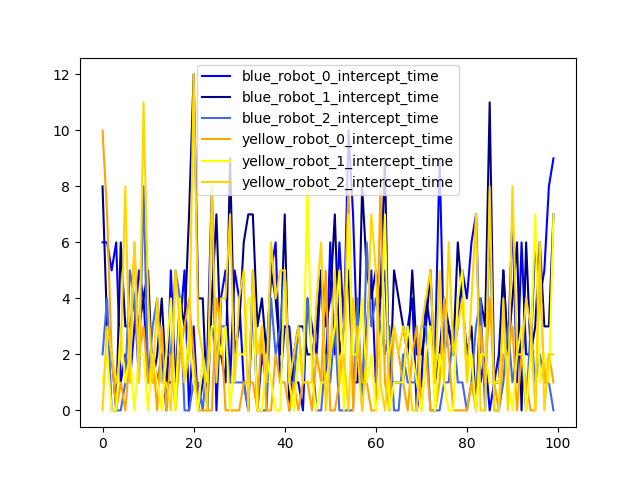 12
10
8
6
4
2
0
0
20
40
60
80
100
blue_robot_0_intercept_time
blue_robot_1_intercept_time
blue_robot_2_intercept_time
yellow_robot_0_intercept_time
yellow_robot_1_intercept_time
yellow_robot_2_intercept_time